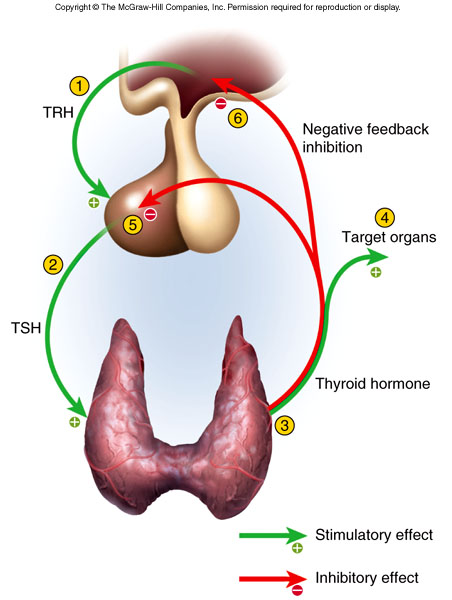 Copyright © The McGraw-Hill Companies, Inc. Permission required for reproduction or display.
1
TRH
6
Negative feedback
inhibition
5
4
Target organs
2
TSH
Thyroid hormone
3
Stimulatory effect
Inhibitory effect